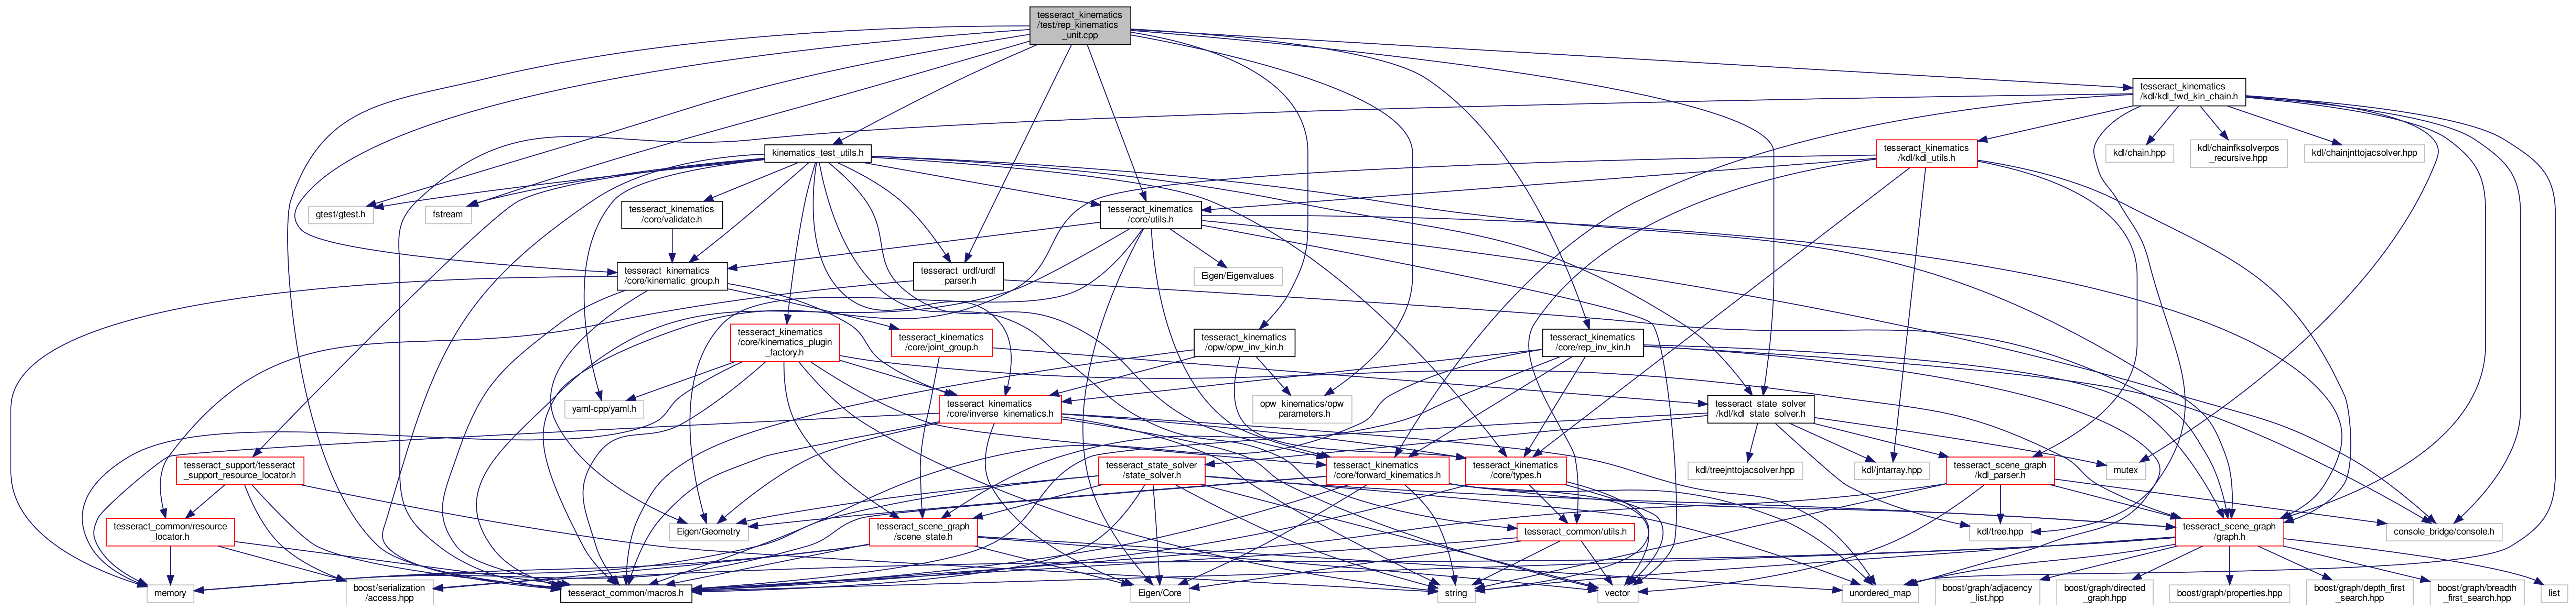 tesseract_kinematics
/test/rep_kinematics
_unit.cpp
tesseract_kinematics
/kdl/kdl_fwd_kin_chain.h
kinematics_test_utils.h
tesseract_kinematics
/kdl/kdl_utils.h
kdl/chain.hpp
kdl/chainfksolverpos
_recursive.hpp
kdl/chainjnttojacsolver.hpp
gtest/gtest.h
fstream
tesseract_kinematics
/core/validate.h
tesseract_kinematics
/core/utils.h
tesseract_kinematics
/core/kinematic_group.h
tesseract_urdf/urdf
_parser.h
Eigen/Eigenvalues
tesseract_kinematics
/core/kinematics_plugin
_factory.h
tesseract_kinematics
/core/joint_group.h
tesseract_kinematics
/opw/opw_inv_kin.h
tesseract_kinematics
/core/rep_inv_kin.h
yaml-cpp/yaml.h
tesseract_kinematics
/core/inverse_kinematics.h
opw_kinematics/opw
_parameters.h
tesseract_state_solver
/kdl/kdl_state_solver.h
tesseract_support/tesseract
_support_resource_locator.h
tesseract_state_solver
/state_solver.h
tesseract_kinematics
/core/forward_kinematics.h
tesseract_kinematics
/core/types.h
kdl/treejnttojacsolver.hpp
kdl/jntarray.hpp
tesseract_scene_graph
/kdl_parser.h
mutex
tesseract_common/resource
_locator.h
Eigen/Geometry
tesseract_scene_graph
/scene_state.h
tesseract_common/utils.h
kdl/tree.hpp
tesseract_scene_graph
/graph.h
console_bridge/console.h
memory
boost/serialization
/access.hpp
tesseract_common/macros.h
Eigen/Core
string
vector
unordered_map
boost/graph/adjacency
_list.hpp
boost/graph/directed
_graph.hpp
boost/graph/properties.hpp
boost/graph/depth_first
_search.hpp
boost/graph/breadth
_first_search.hpp
list